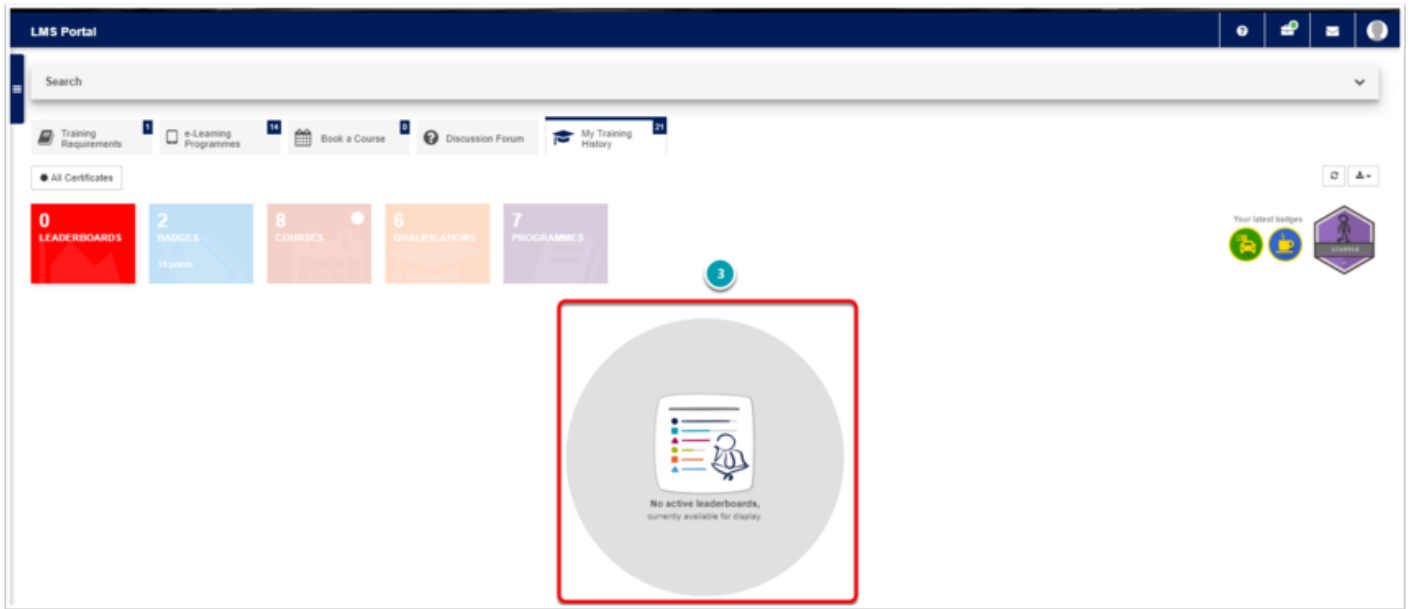 LMS Portal
Search
Training
Requirements
1
e-Learning
Programmes
14
Book a Course
0
Discussion Forum
My Training
History
21
All Certificates
0
LEADERBOARDS
2
BADGES
10 points
8
COURSES
6
QUALIFICATIONS
7
PROGRAMMES
Your latest badges
STARTER
3
No active leaderboards,
currently available for display.